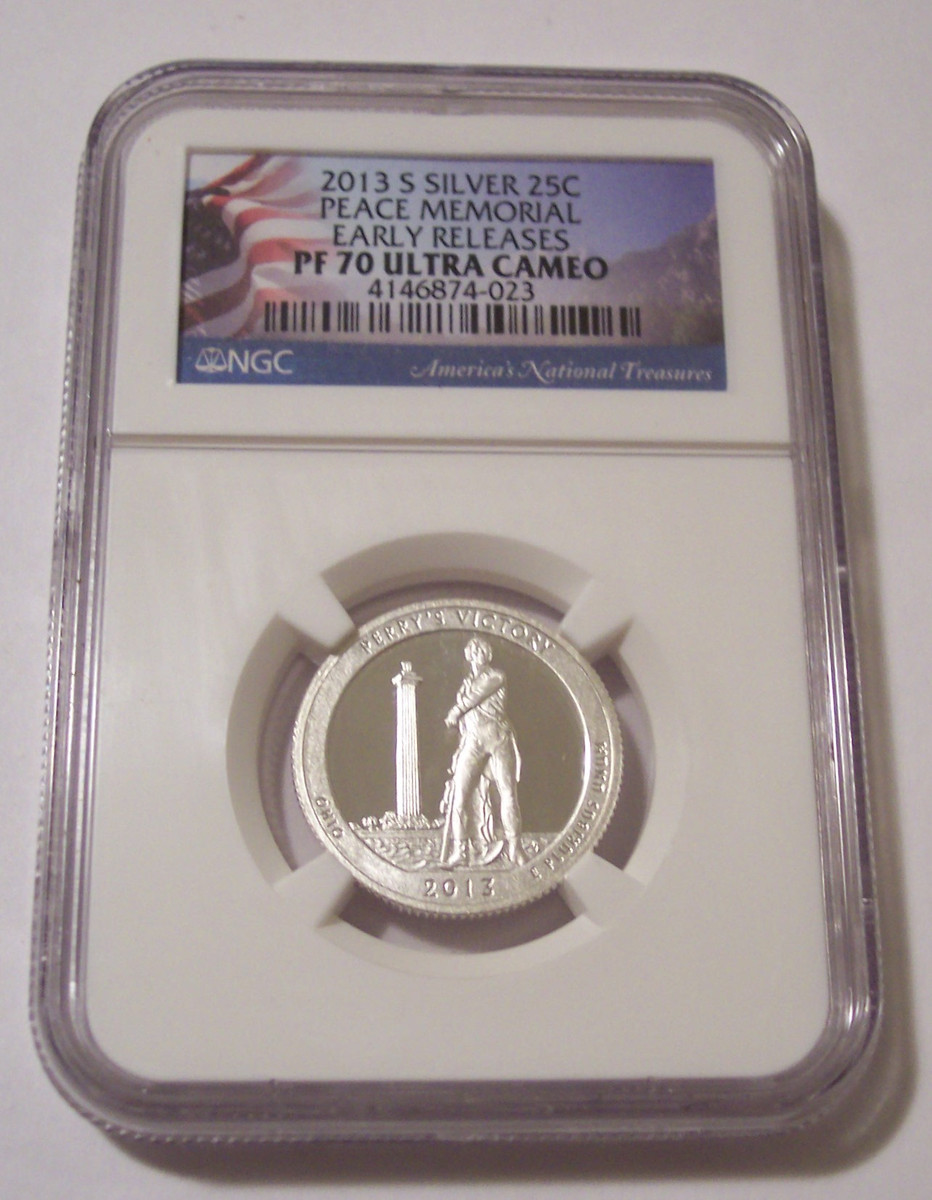 2013 S SILVER 25C
PEACE MEMORIAL
EARLY RELEASES
PF 70 ULTRA CAMEO
4146874-023
NGC
America's National Treasures
PERRY'S VICTORY
OHIO
2013
E PLURIBUS UNUM